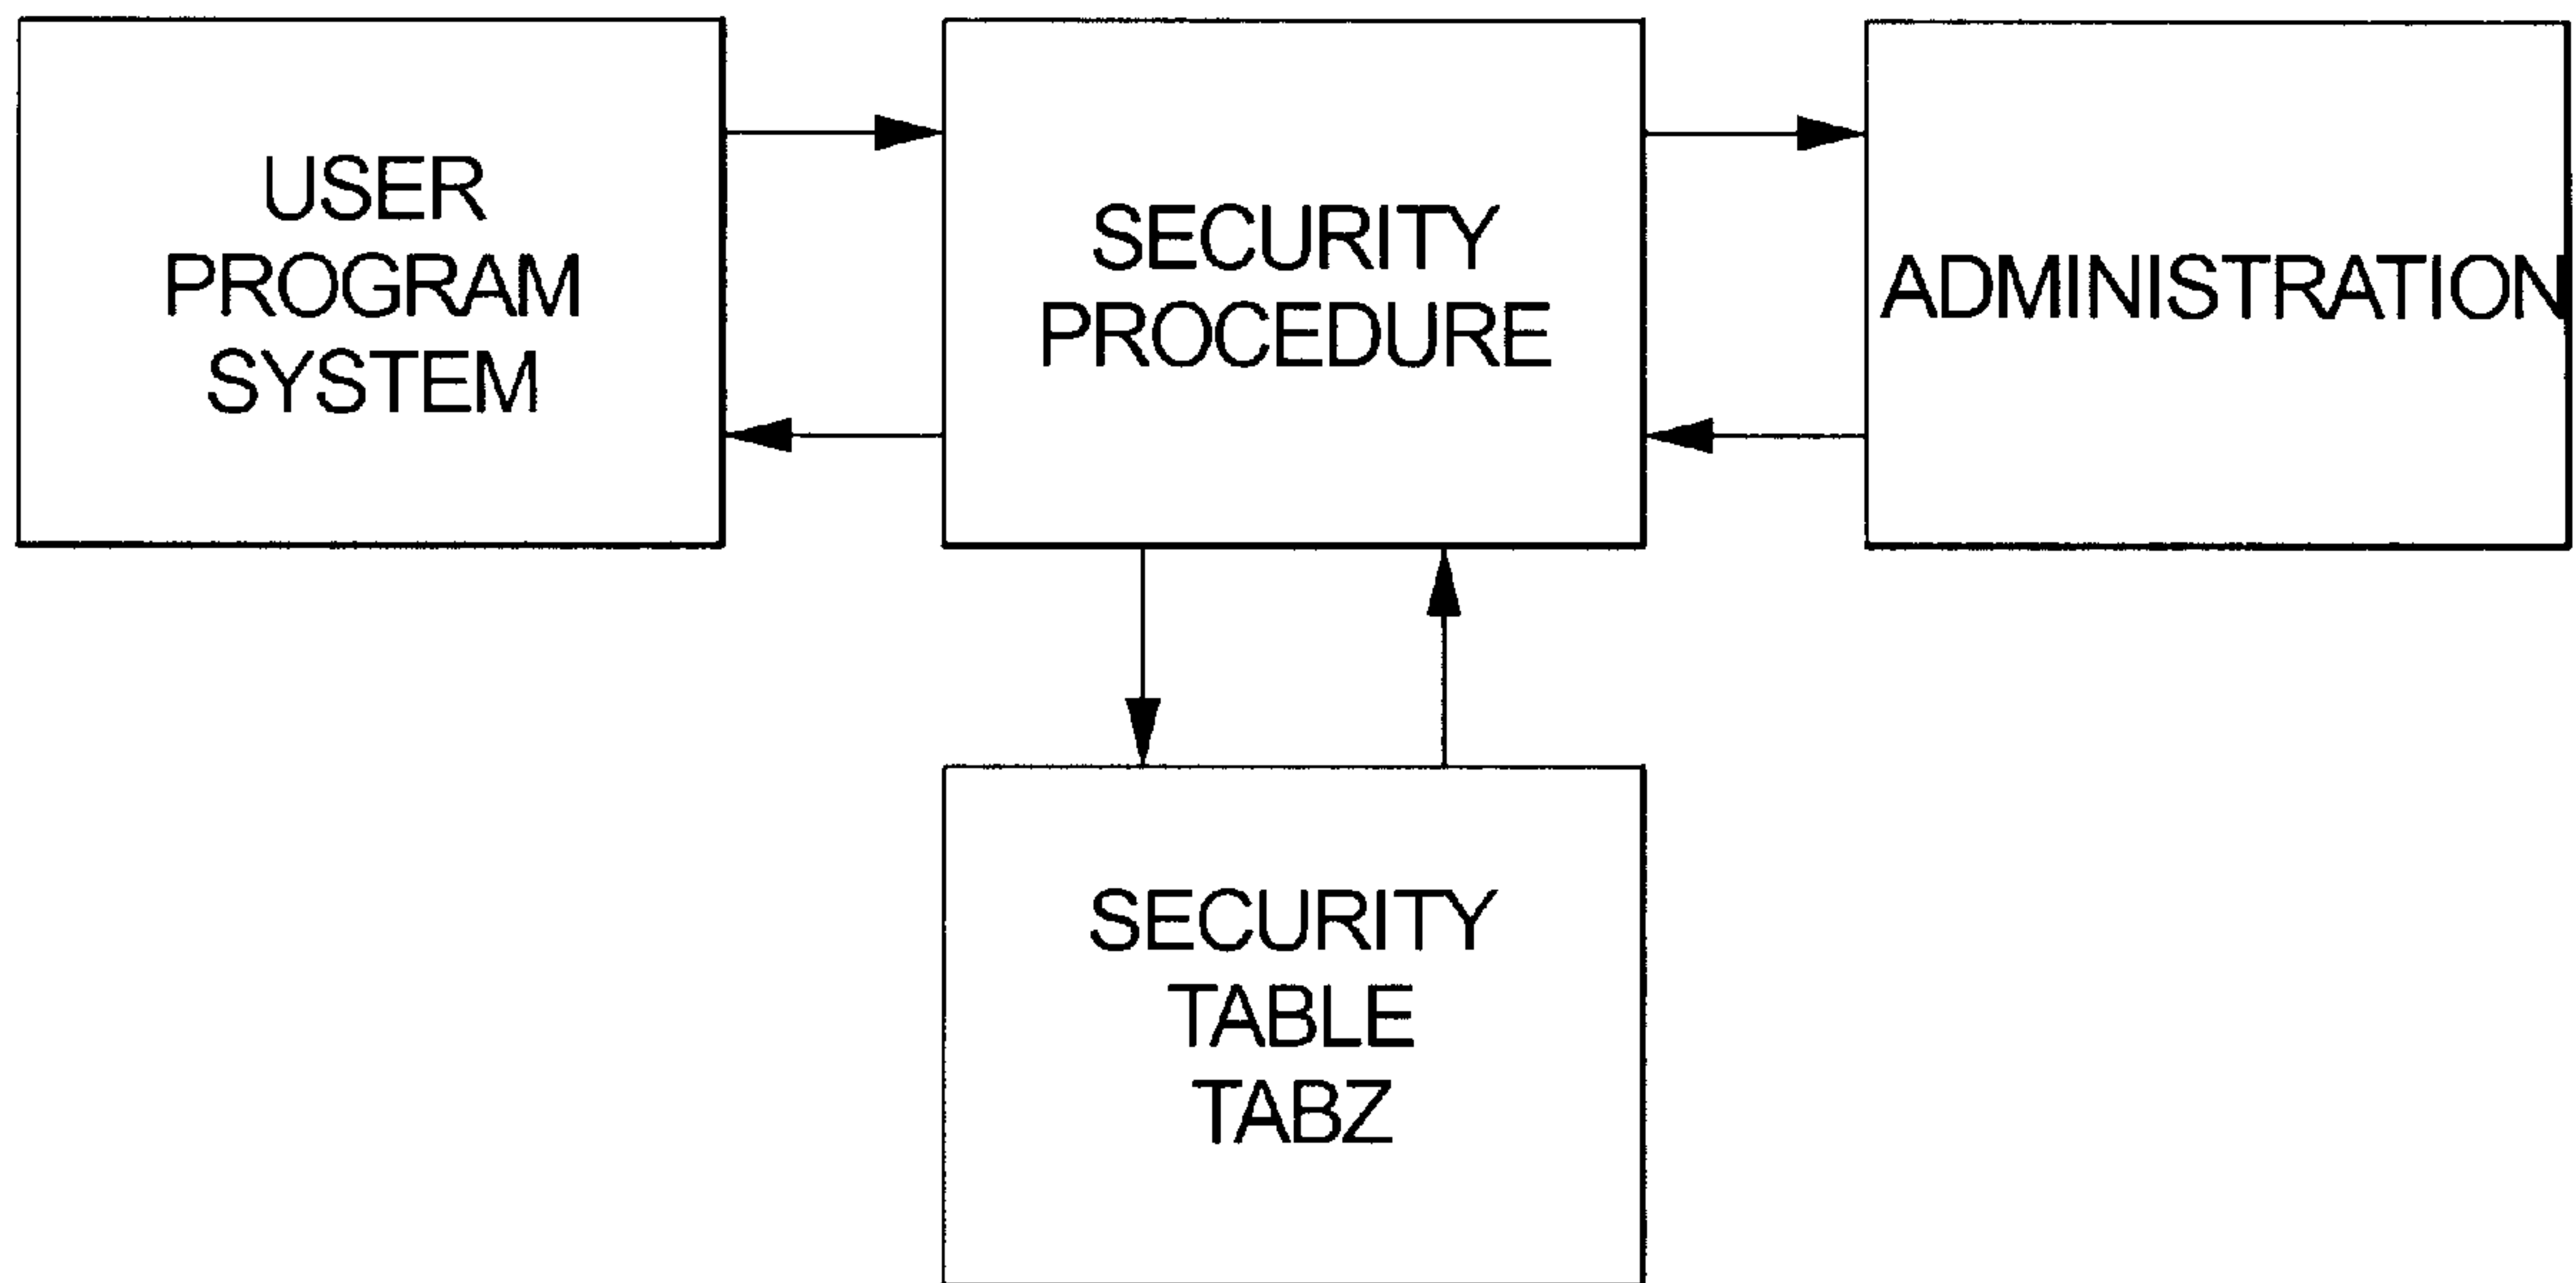 USER
PROGRAM
SYSTEM
SECURITY
PROCEDURE
ADMINISTRATION
SECURITY
TABLE
TABZ